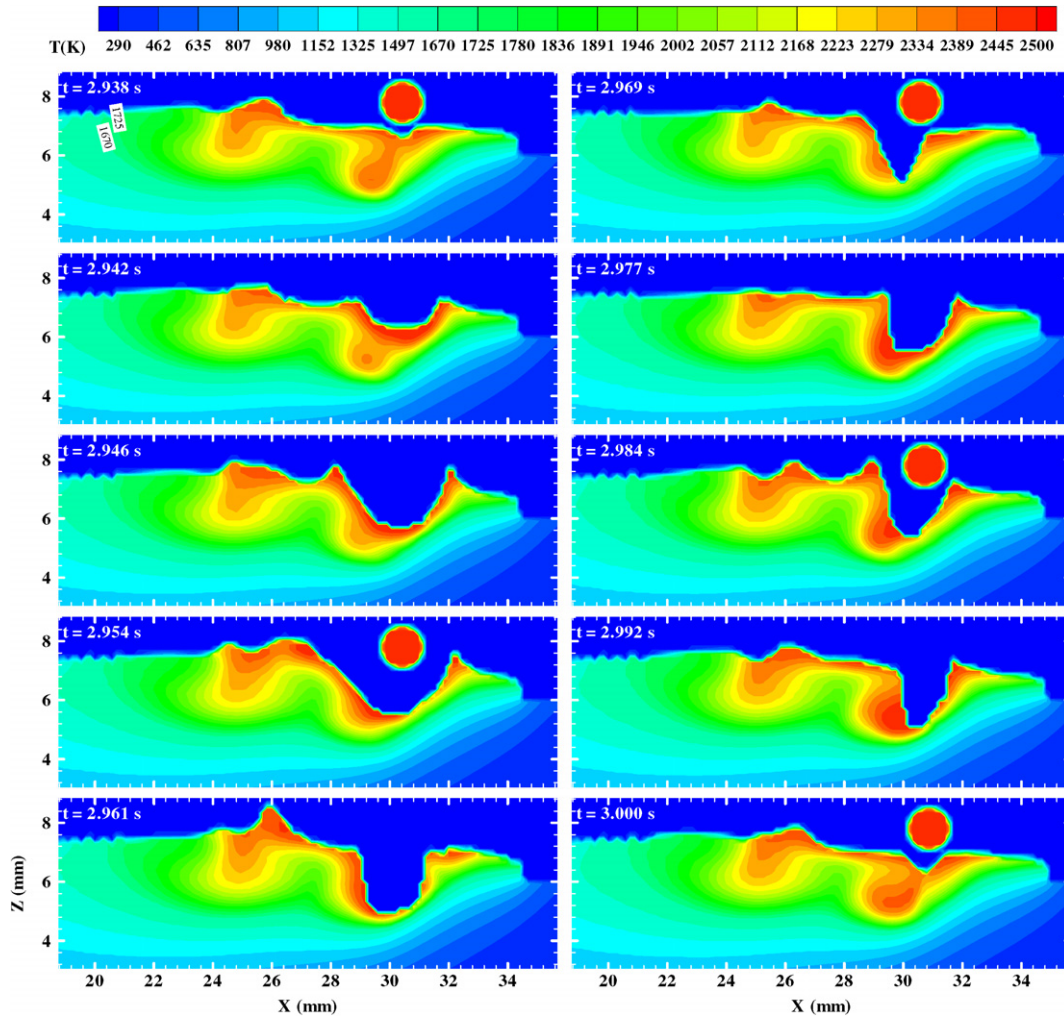 T(K)
290 462 635 807 980 1152 1325 1497 1670 1725 1780 1836 1891 1946 2002 2057 2112 2168 2223 2279 2334 2389 2445 2500
8 t = 2.938 s t = 2.969 s
1725
1670
6
4
8 t = 2.942 s t = 2.977 s
6
4
8 t = 2.946 s t = 2.984 s
6
4
8 t = 2.954 s t = 2.992 s
6
4
8 t = 2.961 s t = 3.000 s
6
4
Z (mm)
20 22 24 26 28 30 32 34 20 22 24 26 28 30 32 34
X (mm) X (mm)